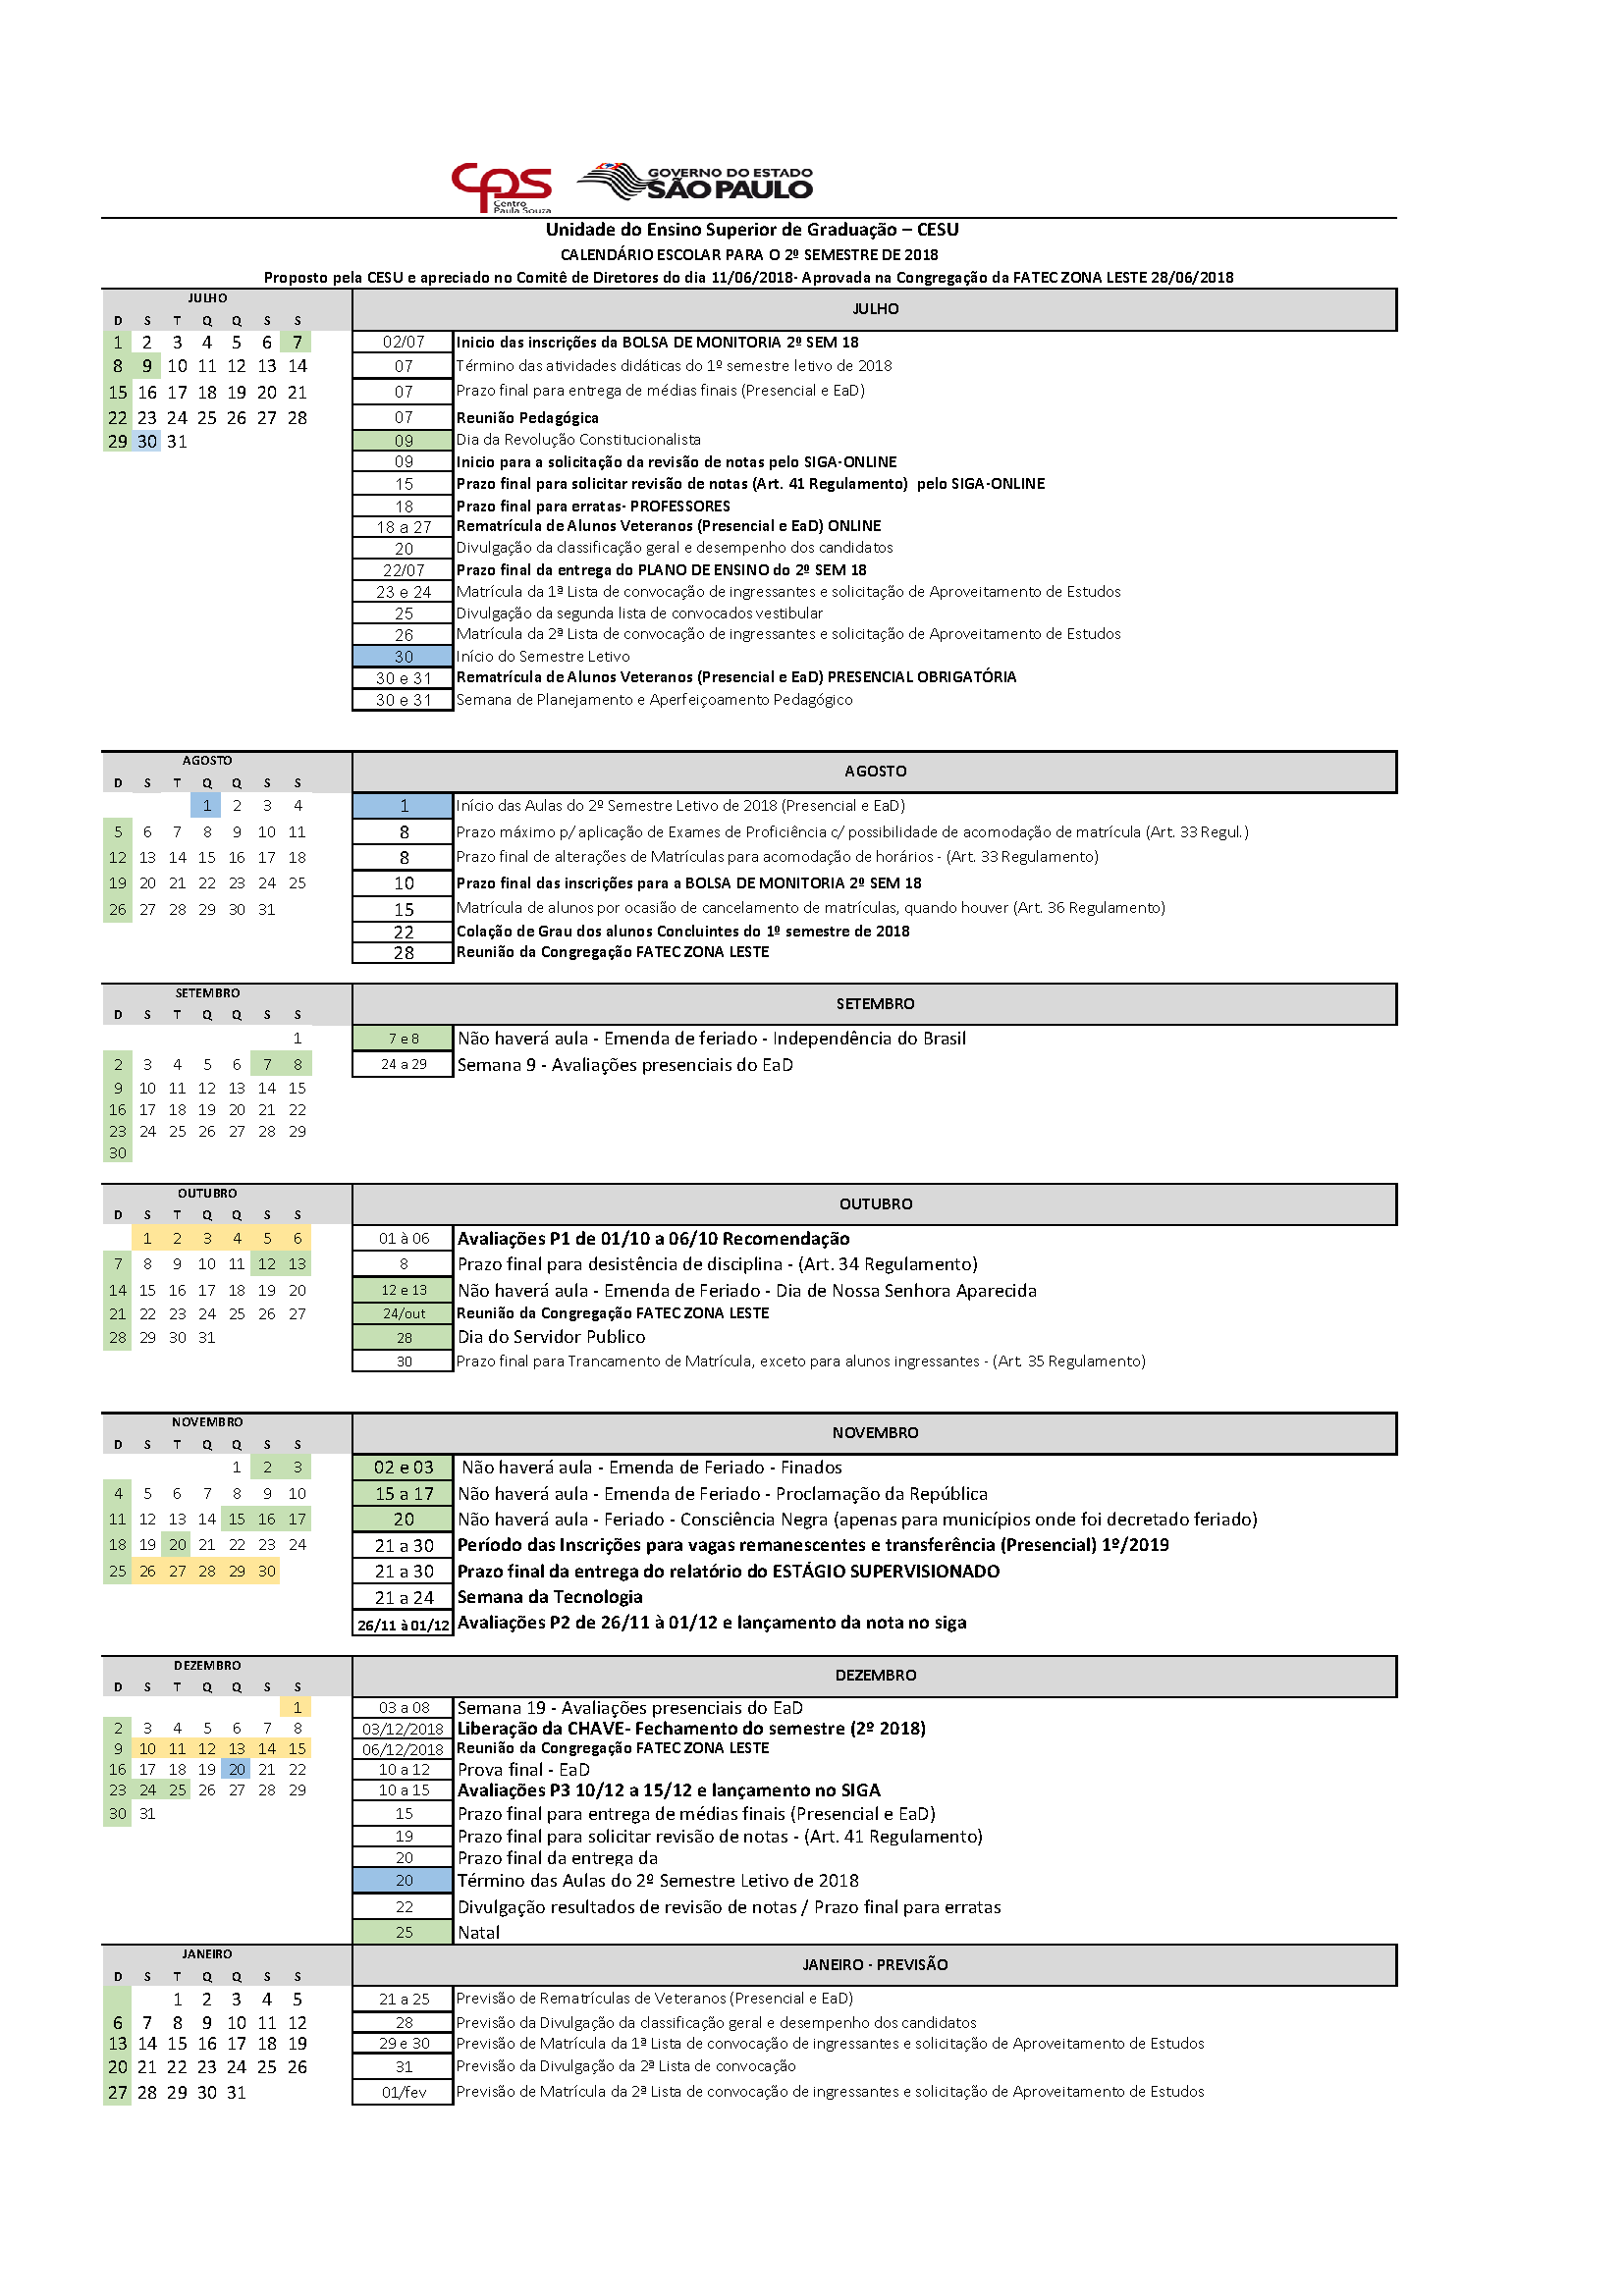 cps
Centro
Paula Souza
GOVERNO DO ESTADO
SÃO PAULO
Unidade do Ensino Superior de Graduação – CESU
CALENDÁRIO ESCOLAR PARA O 2º SEMESTRE DE 2018
Proposto pela CESU e apreciado no Comitê de Diretores do dia 11/06/2018- Aprovada na Congregação da FATEC ZONA LESTE 28/06/2018
JULHO
D S T Q Q S S
1 2 3 4 5 6 7
8 9 10 11 12 13 14
15 16 17 18 19 20 21
22 23 24 25 26 27 28
29 30 31
JULHO
02/07 Inicio das inscrições da BOLSA DE MONITORIA 2º SEM 18
07 Término das atividades didáticas do 1º semestre letivo de 2018
07 Prazo final para entrega de médias finais (Presencial e EaD)
07 Reunião Pedagógica
09 Dia da Revolução Constitucionalista
09 Inicio para a solicitação da revisão de notas pelo SIGA-ONLINE
15 Prazo final para solicitar revisão de notas (Art. 41 Regulamento) pelo SIGA-ONLINE
18 Prazo final para erratas- PROFESSORES
18 a 27 Rematrícula de Alunos Veteranos (Presencial e EaD) ONLINE
20 Divulgação da classificação geral e desempenho dos candidatos
22/07 Prazo final da entrega do PLANO DE ENSINO do 2º SEM 18
23 e 24 Matrícula da 1ª Lista de convocação de ingressantes e solicitação de Aproveitamento de Estudos
25 Divulgação da segunda lista de convocados vestibular
26 Matrícula da 2ª Lista de convocação de ingressantes e solicitação de Aproveitamento de Estudos
30 Início do Semestre Letivo
30 e 31 Rematrícula de Alunos Veteranos (Presencial e EaD) PRESENCIAL OBRIGATÓRIA
30 e 31 Semana de Planejamento e Aperfeiçoamento Pedagógico
AGOSTO
D S T Q Q S S
1 2 3 4
5 6 7 8 9 10 11
12 13 14 15 16 17 18
19 20 21 22 23 24 25
26 27 28 29 30 31
AGOSTO
1 Início das Aulas do 2º Semestre Letivo de 2018 (Presencial e EaD)
8 Prazo máximo p/ aplicação de Exames de Proficiência c/ possibilidade de acomodação de matrícula (Art. 33 Regul.)
8 Prazo final de alterações de Matrículas para acomodação de horários - (Art. 33 Regulamento)
10 Prazo final das inscrições para a BOLSA DE MONITORIA 2º SEM 18
15 Matrícula de alunos por ocasião de cancelamento de matrículas, quando houver (Art. 36 Regulamento)
22 Colação de Grau dos alunos Concluintes do 1º semestre de 2018
28 Reunião da Congregação FATEC ZONA LESTE
SETEMBRO
D S T Q Q S S
1
2 3 4 5 6 7 8
9 10 11 12 13 14 15
16 17 18 19 20 21 22
23 24 25 26 27 28 29
30
SETEMBRO
7 e 8 Não haverá aula - Emenda de feriado - Independência do Brasil
24 a 29 Semana 9 - Avaliações presenciais do EaD
OUTUBRO
D S T Q Q S S
1 2 3 4 5 6
7 8 9 10 11 12 13
14 15 16 17 18 19 20
21 22 23 24 25 26 27
28 29 30 31
OUTUBRO
01 à 06 Avaliações P1 de 01/10 a 06/10 Recomendação
8 Prazo final para desistência de disciplina - (Art. 34 Regulamento)
12 e 13 Não haverá aula - Emenda de Feriado - Dia de Nossa Senhora Aparecida
24/out Reunião da Congregação FATEC ZONA LESTE
28 Dia do Servidor Publico
30 Prazo final para Trancamento de Matrícula, exceto para alunos ingressantes - (Art. 35 Regulamento)
NOVEMBRO
D S T Q Q S S
1 2 3
4 5 6 7 8 9 10
11 12 13 14 15 16 17
18 19 20 21 22 23 24
25 26 27 28 29 30
NOVEMBRO
02 e 03 Não haverá aula - Emenda de Feriado - Finados
15 a 17 Não haverá aula - Emenda de Feriado - Proclamação da República
20 Não haverá aula - Feriado - Consciência Negra (apenas para municípios onde foi decretado feriado)
21 a 30 Período das Inscrições para vagas remanescentes e transferência (Presencial) 1º/2019
21 a 30 Prazo final da entrega do relatório do ESTÁGIO SUPERVISIONADO
21 a 24 Semana da Tecnologia
26/11 à 01/12 Avaliações P2 de 26/11 à 01/12 e lançamento da nota no siga
DEZEMBRO
D S T Q Q S S
1
2 3 4 5 6 7 8
9 10 11 12 13 14 15
16 17 18 19 20 21 22
23 24 25 26 27 28 29
30 31
DEZEMBRO
03 a 08 Semana 19 - Avaliações presenciais do EaD
03/12/2018 Liberação da CHAVE- Fechamento do semestre (2º 2018)
06/12/2018 Reunião da Congregação FATEC ZONA LESTE
10 a 12 Prova final - EaD
10 a 15 Avaliações P3 10/12 a 15/12 e lançamento no SIGA
15 Prazo final para entrega de médias finais (Presencial e EaD)
19 Prazo final para solicitar revisão de notas - (Art. 41 Regulamento)
20 Prazo final da entrega da
20 Término das Aulas do 2º Semestre Letivo de 2018
22 Divulgação resultados de revisão de notas / Prazo final para erratas
25 Natal
JANEIRO
D S T Q Q S S
1 2 3 4 5
6 7 8 9 10 11 12
13 14 15 16 17 18 19
20 21 22 23 24 25 26
27 28 29 30 31
JANEIRO - PREVISÃO
21 a 25 Previsão de Rematrículas de Veteranos (Presencial e EaD)
28 Previsão da Divulgação da classificação geral e desempenho dos candidatos
29 e 30 Previsão de Matrícula da 1ª Lista de convocação de ingressantes e solicitação de Aproveitamento de Estudos
31 Previsão da Divulgação da 2ª Lista de convocação
01/fev Previsão de Matrícula da 2ª Lista de convocação de ingressantes e solicitação de Aproveitamento de Estudos